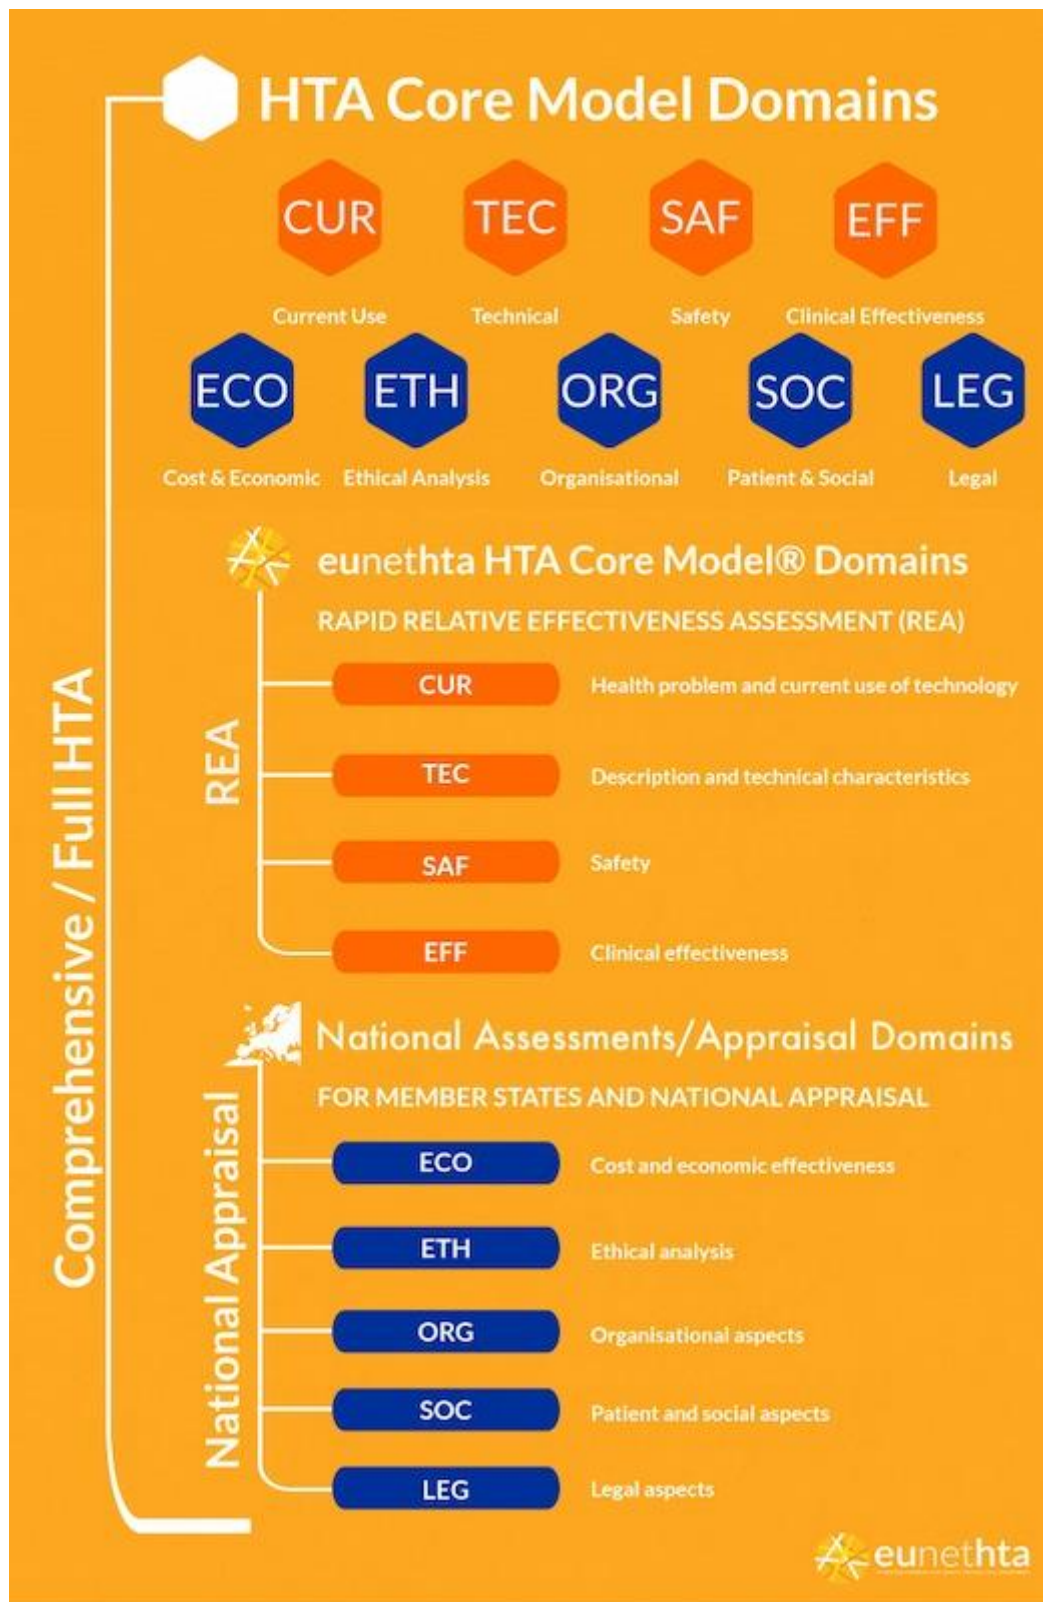 HTA Core Model Domains
CUR TEC SAF EFF
Current Use Technical Safety Clinical Effectiveness
ECO ETH ORG SOC LEG
Cost & Economic Ethical Analysis Organisational Patient & Social Legal
Comprehensive / Full HTA
eunethta HTA Core Model® Domains
RAPID RELATIVE EFFECTIVENESS ASSESSMENT (REA)
REA
CUR Health problem and current use of technology
TEC Description and technical characteristics
SAF Safety
EFF Clinical effectiveness
National Assessments/Appraisal Domains
FOR MEMBER STATES AND NATIONAL APPRAISAL
National Appraisal
ECO Cost and economic effectiveness
ETH Ethical analysis
ORG Organisational aspects
SOC Patient and social aspects
LEG Legal aspects
eunethta